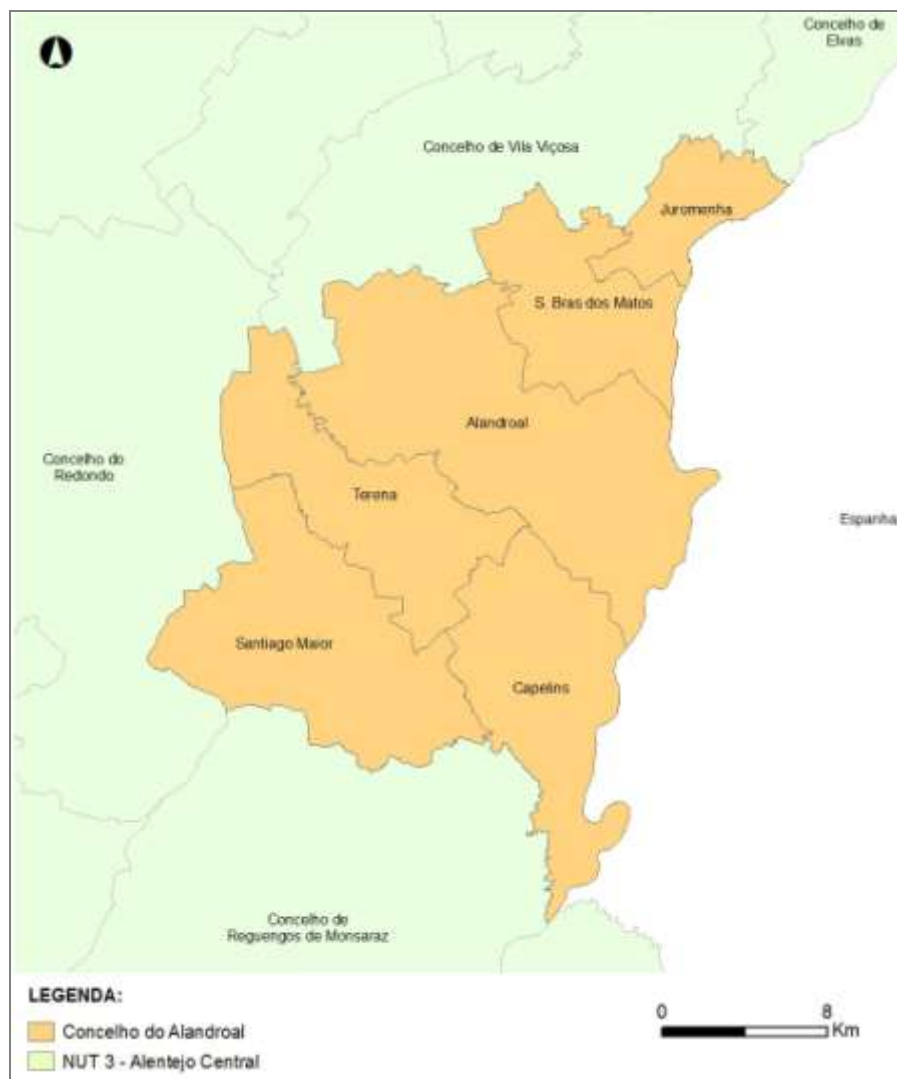 Concelho de
Elvas
Concelho de Vila Viçosa
Juromenha
S. Bras dos Matos
Alandroal
Concelho do
Redondo
Terena
Espanha
Santiago Maior
Capelins
Concelho de
Reguengos de Monsaraz
LEGENDA:
Concelho do Alandroal
NUT 3 - Alentejo Central
0 8
Km